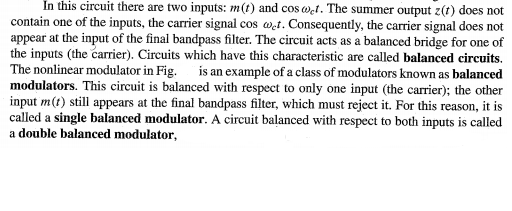 In this circuit there are two inputs: m(t) and cos ω_c t. The summer output z(t) does not
contain one of the inputs, the carrier signal cos ω_c t. Consequently, the carrier signal does not
appear at the input of the final bandpass filter. The circuit acts as a balanced bridge for one of
the inputs (the carrier). Circuits which have this characteristic are called balanced circuits.
The nonlinear modulator in Fig. is an example of a class of modulators known as balanced
modulators. This circuit is balanced with respect to only one input (the carrier); the other
input m(t) still appears at the final bandpass filter, which must reject it. For this reason, it is
called a single balanced modulator. A circuit balanced with respect to both inputs is called
a double balanced modulator,